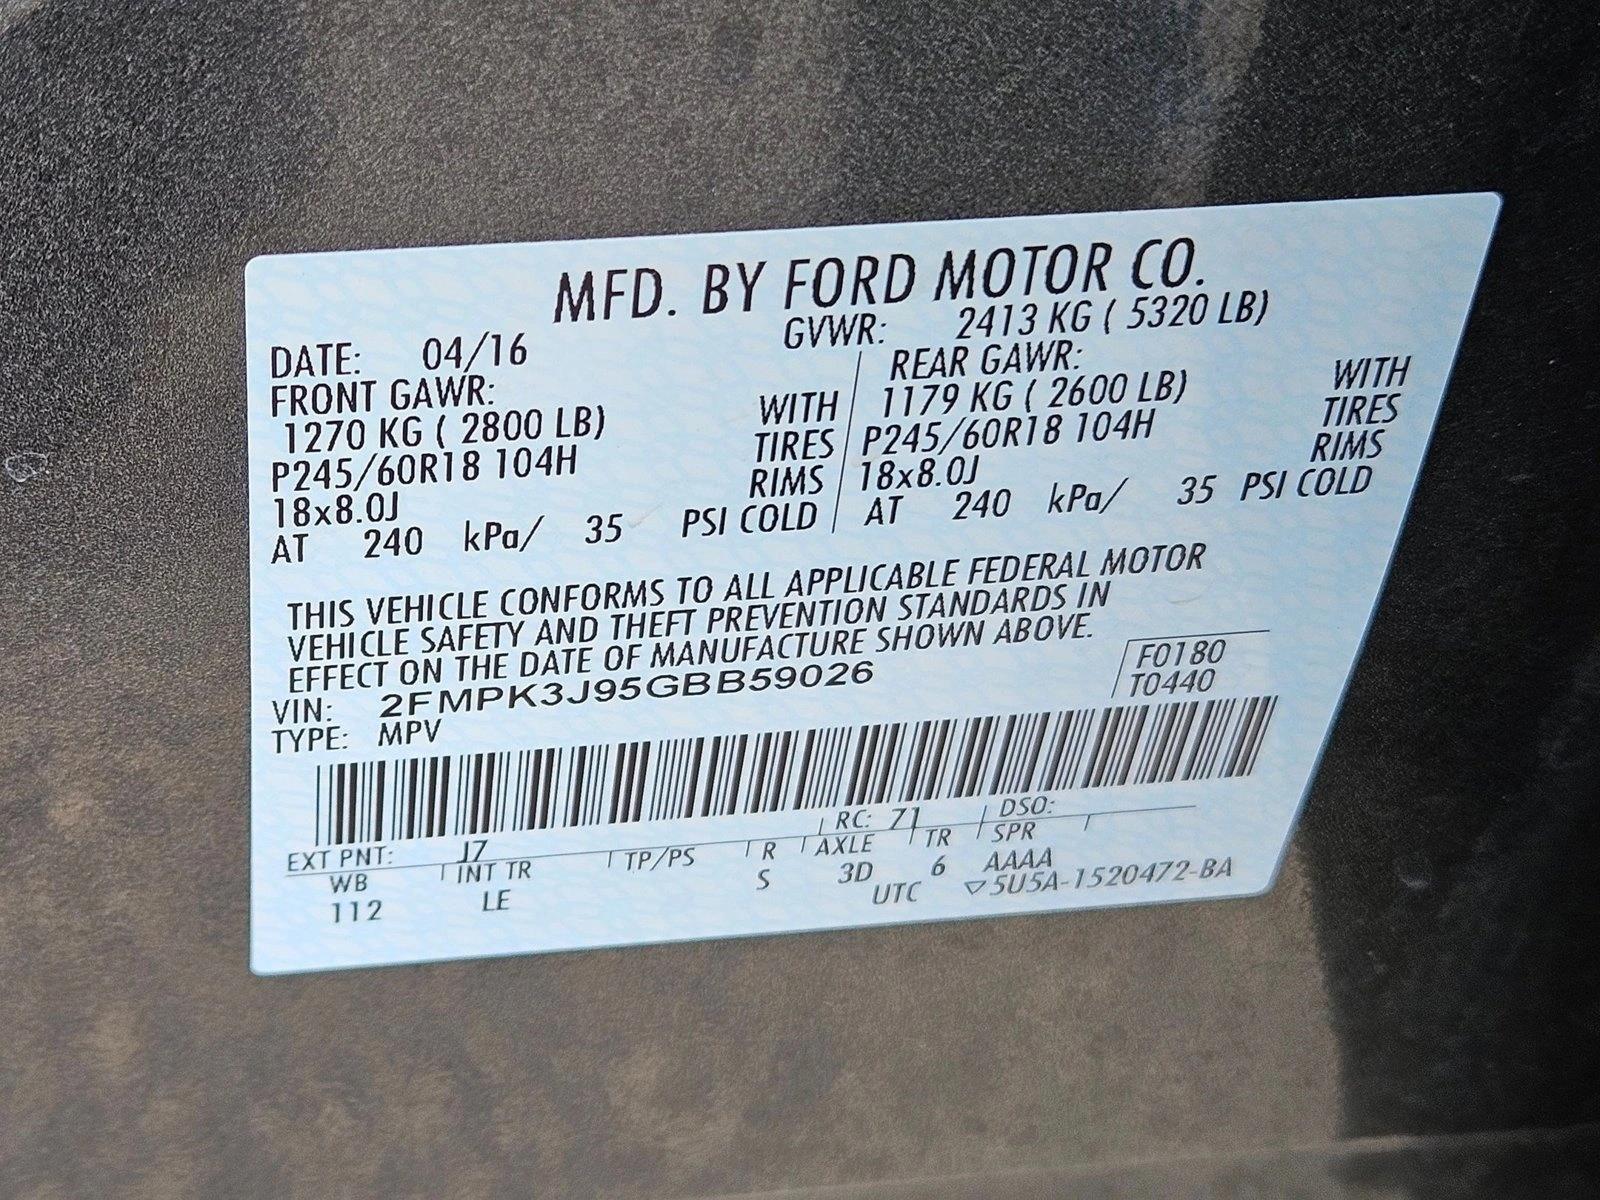 MFD. BY FORD MOTOR CO.
DATE: 04/16 GVWR: 2413 KG ( 5320 LB)
FRONT GAWR: REAR GAWR:
1270 KG ( 2800 LB) WITH 1179 KG ( 2600 LB) WITH
P245/60R18 104H TIRES P245/60R18 104H TIRES
18x8.0J RIMS 18x8.0J RIMS
AT 240 kPa/ 35 PSI COLD AT 240 kPa/ 35 PSI COLD
THIS VEHICLE CONFORMS TO ALL APPLICABLE FEDERAL MOTOR
VEHICLE SAFETY AND THEFT PREVENTION STANDARDS IN
EFFECT ON THE DATE OF MANUFACTURE SHOWN ABOVE.
F0180
VIN: 2FMPK3J95GBB59026 T0440
TYPE: MPV
EXT PNT: J7 RC: 71 DSO:
WB INT TR TP/PS R AXLE TR SPR
112 LE S 3D 6 AAAA
UTC ▽5U5A-1520472-BA